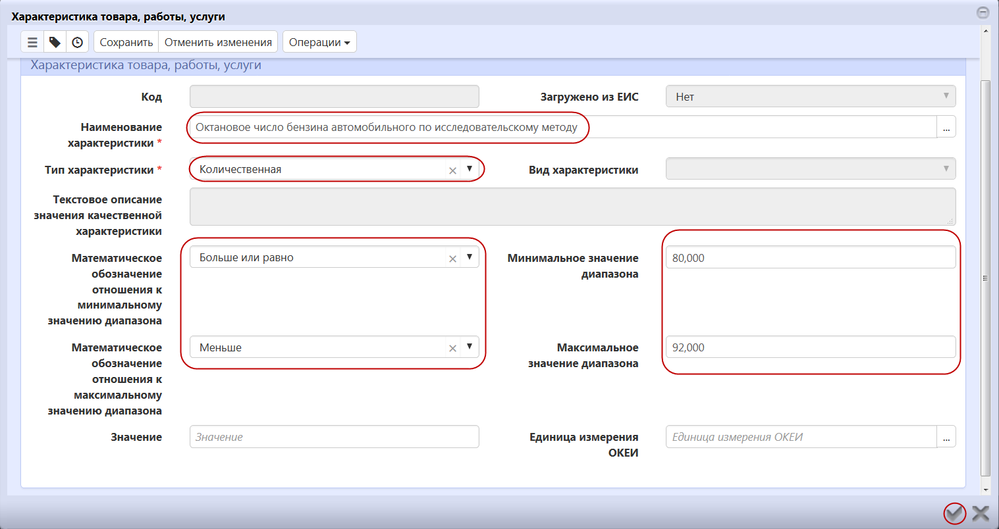 Характеристика товара, работы, услуги
Сохранить Отменить изменения Операции
Характеристика товара, работы, услуги
Код Загружено из ЕИС Нет
Наименование характеристики * Октановое число бензина автомобильного по исследовательскому методу ...
Тип характеристики * Количественная × Вид характеристики
Текстовое описание
значения качественной
характеристики
Математическое
обозначение
отношения к
минимальному
значению диапазона
Больше или равно ×
Минимальное значение
диапазона
80,000
Математическое
обозначение
отношения к
максимальному
значению диапазона
Меньше ×
Максимальное
значение диапазона
92,000
Значение Значение
Единица измерения
ОКЕИ
Единица измерения ОКЕИ ...